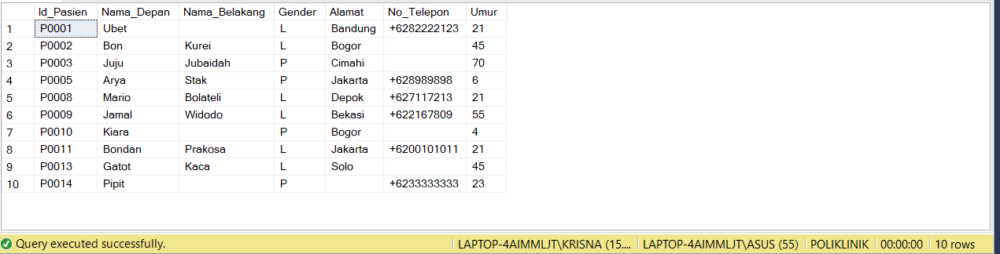 Id_Pasien Nama_Depan Nama_Belakang Gender Alamat No_Telepon Umur
1 P0001 Ubet L Bandung +6282222123 21
2 P0002 Bon Kurei L Bogor 45
3 P0003 Juju Jubaidah P Cimahi 70
4 P0005 Arya Stak P Jakarta +628989898 6
5 P0008 Mario Bolateli L Depok +627117213 21
6 P0009 Jamal Widodo L Bekasi +622167809 55
7 P0010 Kiara P Bogor 4
8 P0011 Bondan Prakosa L Jakarta +6200101011 21
9 P0013 Gatot Kaca L Solo 45
10 P0014 Pipit P +6233333333 23
Query executed successfully. LAPTOP-4AIMMLJT\KRISNA (15.... LAPTOP-4AIMMLJT\ASUS (55) POLIKLINIK 00:00:00 10 rows